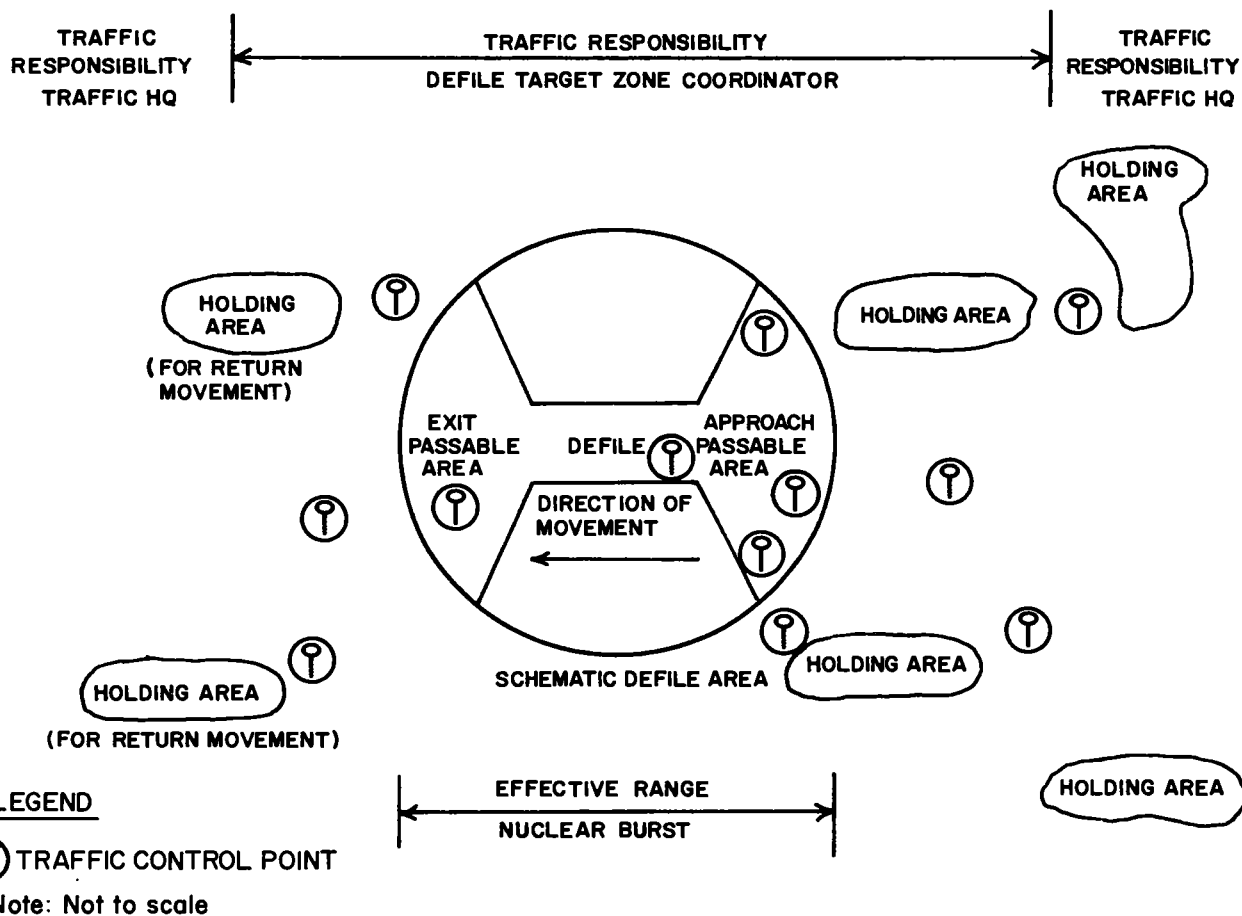 TRAFFIC
RESPONSIBILITY
TRAFFIC HQ
TRAFFIC RESPONSIBILITY
DEFILE TARGET ZONE COORDINATOR
TRAFFIC
RESPONSIBILITY
TRAFFIC HQ
HOLDING
AREA
HOLDING
AREA
(FOR RETURN
MOVEMENT)
HOLDING AREA
EXIT
PASSABLE
AREA
DEFILE
APPROACH
PASSABLE
AREA
DIRECTION OF
MOVEMENT
SCHEMATIC DEFILE AREA
HOLDING AREA
HOLDING AREA
(FOR RETURN MOVEMENT)
EFFECTIVE RANGE
NUCLEAR BURST
HOLDING AREA
LEGEND
TRAFFIC CONTROL POINT
Note: Not to scale